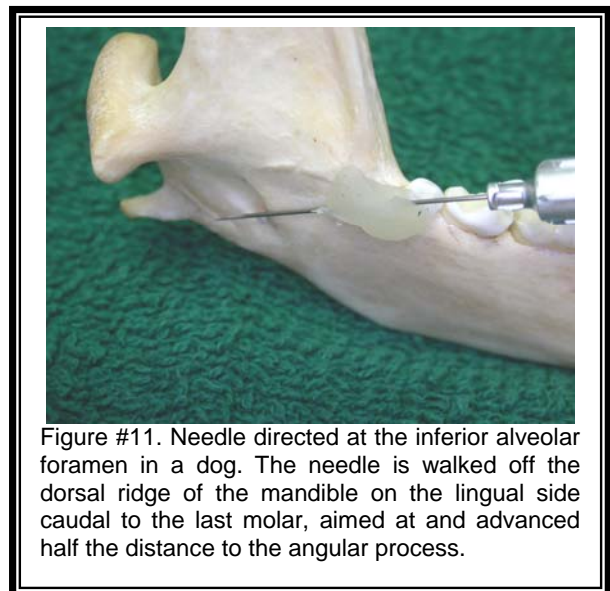 Figure #11. Needle directed at the inferior alveolar
foramen in a dog. The needle is walked off the
dorsal ridge of the mandible on the lingual side
caudal to the last molar, aimed at and advanced
half the distance to the angular process.